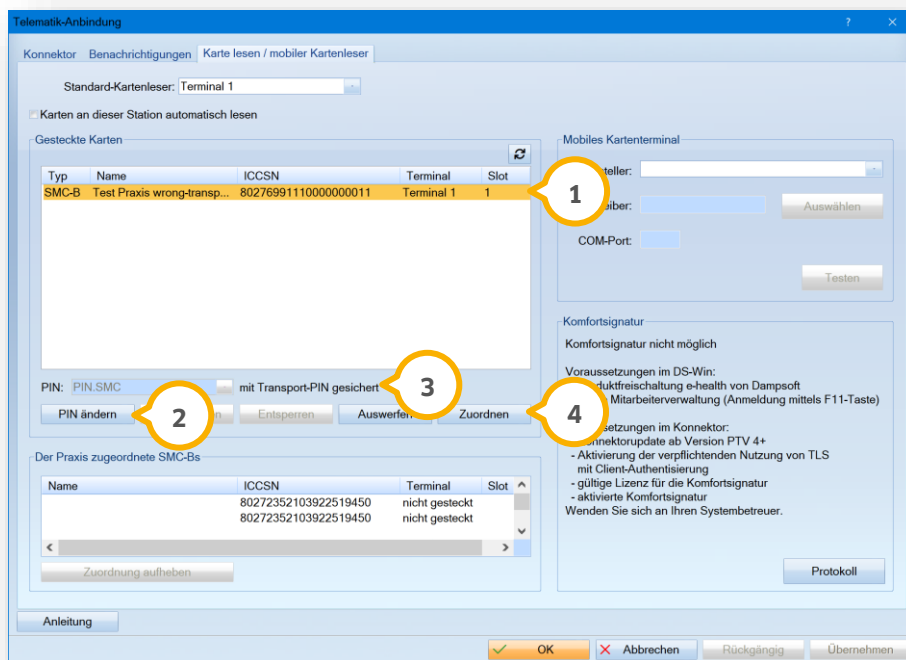 Telematik-Anbindung ? ×
Konnektor Benachrichtigungen Karte lesen / mobiler Kartenleser
Standard-Kartenleser: Terminal 1
Karten an dieser Station automatisch lesen
Gesteckte Karten
Typ Name ICCSN Terminal Slot
SMC-B Test Praxis wrong-transp... 80276991110000000011 Terminal 1 1
1
PIN: PIN.SMC mit Transport-PIN gesichert
3
PIN ändern Entsperren Auswerfen Zuordnen
2
4
Der Praxis zugeordnete SMC-Bs
Name ICCSN Terminal Slot
80272352103922519450 nicht gesteckt
80272352103922519450 nicht gesteckt
Zuordnung aufheben
Mobiles Kartenterminal
Auswählen
COM-Port:
Testen
Komfortsignatur
Komfortsignatur nicht möglich
Voraussetzungen im DS-Win:
e-health von Dampsoft
Mitarbeiterverwaltung (Anmeldung mittels F11-Taste)
im Konnektor:
ab Version PTV 4+
- Aktivierung der verpflichtenden Nutzung von TLS
mit Client-Authentisierung
- gültige Lizenz für die Komfortsignatur
- aktivierte Komfortsignatur
Wenden Sie sich an Ihren Systembetreuer.
Protokoll
Anleitung
OK Abbrechen Rückgängig Übernehmen